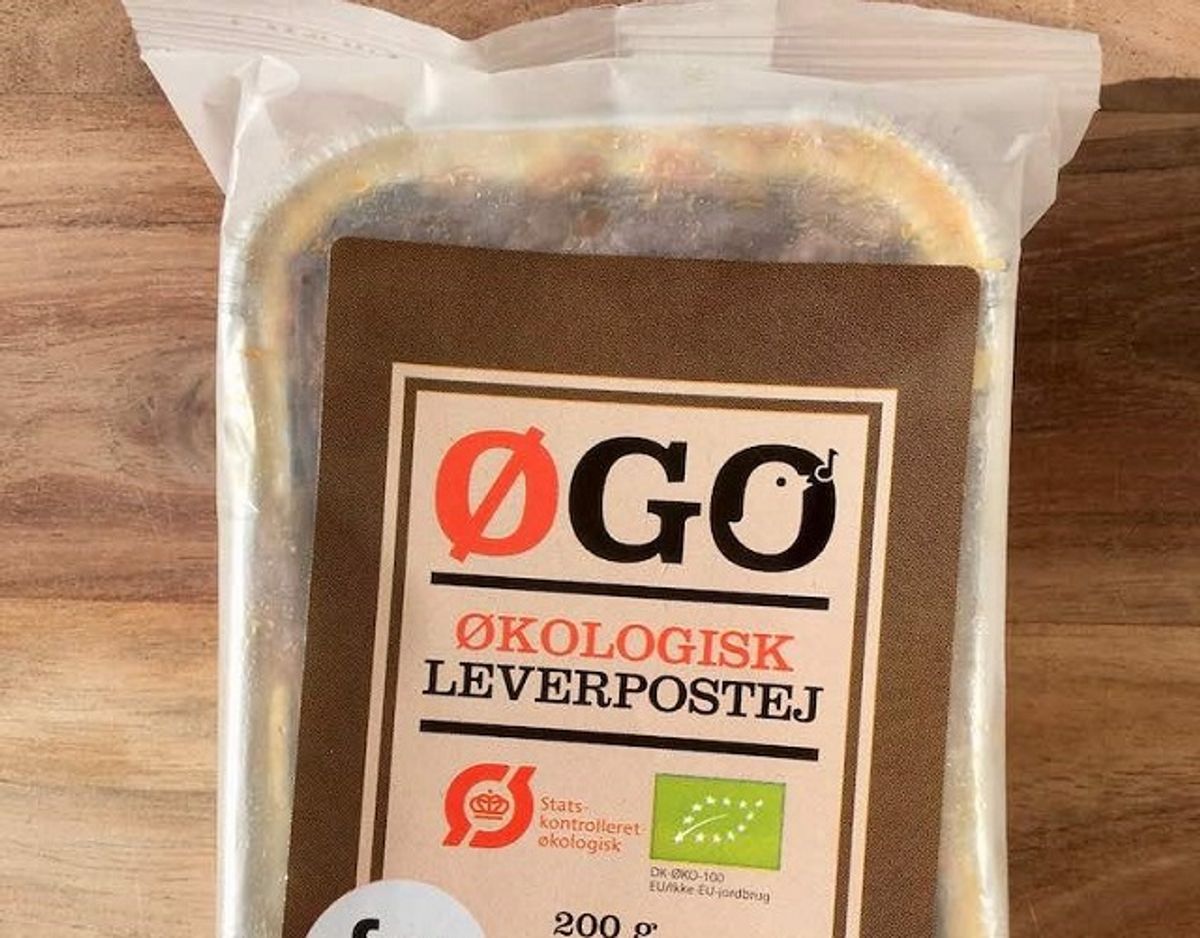 ØGO
ØKOLOGISK
LEVERPOSTEJ
Stats-
kontrolleret
økologisk
DK-ØKO-100
EU/Ikke-EU-jordbrug
200 g